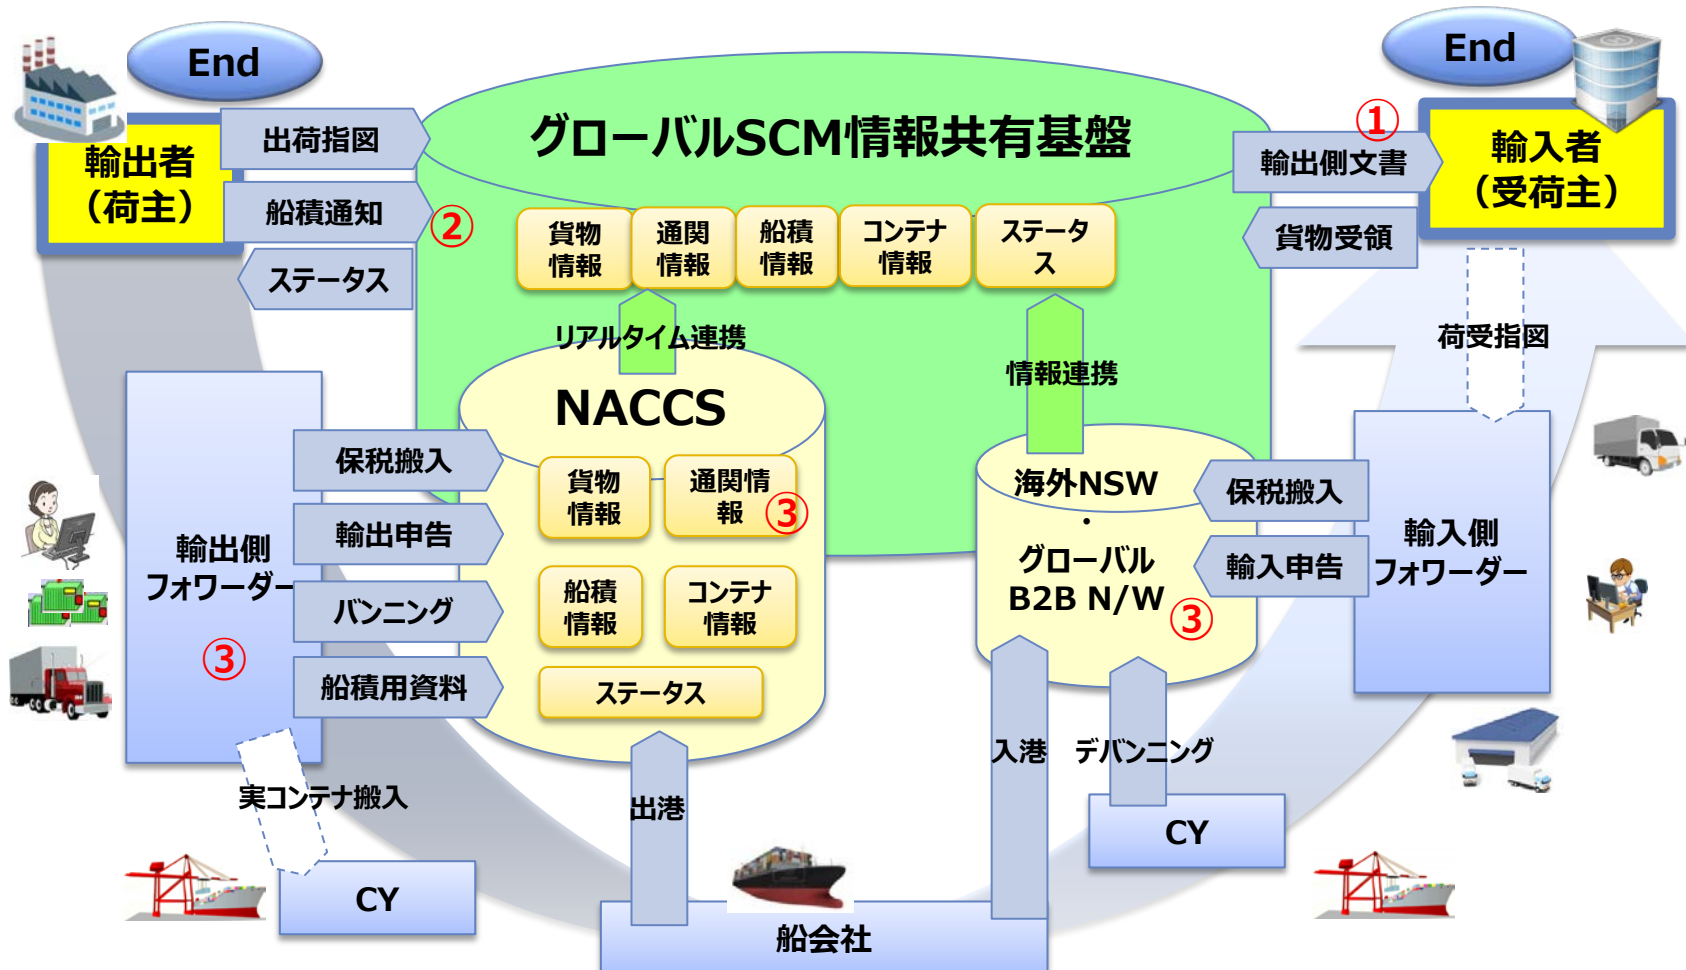 End
End
グローバルSCM情報共有基盤
輸出者
（荷主）
出荷指図
船積通知
②
ステータス
①
輸出側文書
貨物受領
輸入者
（受荷主）
貨物
情報
通関
情報
船積
情報
コンテナ
情報
ステータ
ス
リアルタイム連携
情報連携
荷受指図
NACCS
貨物
情報
通関情
報
③
船積
情報
コンテナ
情報
ステータス
輸出側
フォワーダー
③
保税搬入
輸出申告
バンニング
船積用資料
海外NSW
・
グローバル
B2B N/W
③
保税搬入
輸入申告
輸入側
フォワーダー
実コンテナ搬入
出港
入港
デバンニング
CY
CY
船会社